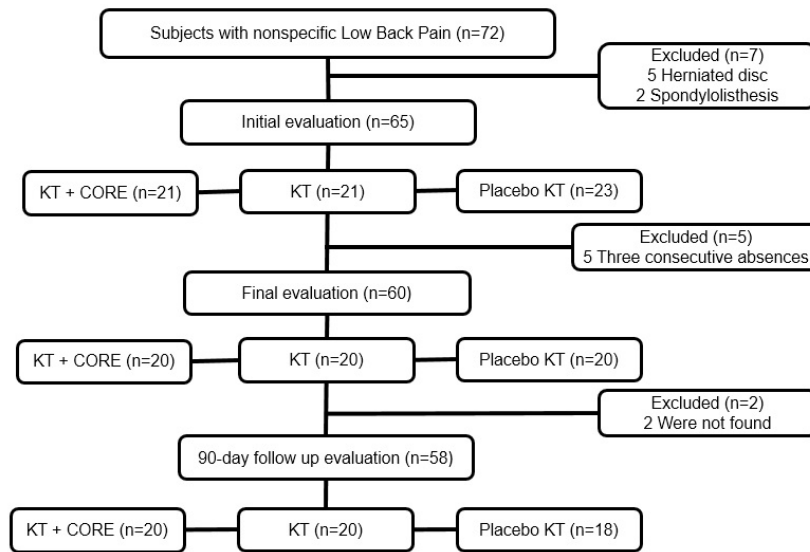 Subjects with nonspecific Low Back Pain (n=72)
Excluded (n=7)
5 Herniated disc
2 Spondylolisthesis
Initial evaluation (n=65)
KT + CORE (n=21)
KT (n=21)
Placebo KT (n=23)
Excluded (n=5)
5 Three consecutive absences
Final evaluation (n=60)
KT + CORE (n=20)
KT (n=20)
Placebo KT (n=20)
Excluded (n=2)
2 Were not found
90-day follow up evaluation (n=58)
KT + CORE (n=20)
KT (n=20)
Placebo KT (n=18)